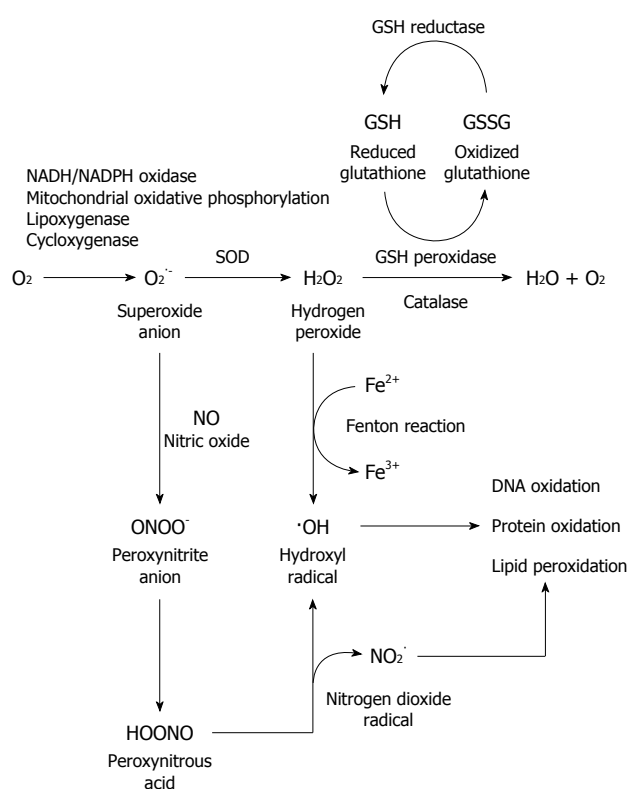 GSH reductase
GSH GSSG
Reduced glutathione
Oxidized glutathione
NADH/NADPH oxidase
Mitochondrial oxidative phosphorylation
Lipoxygenase
Cycloxygenase
O₂ O₂·⁻ SOD H₂O₂ GSH peroxidase H₂O + O₂
Catalase
Superoxide anion
Hydrogen peroxide
NO
Nitric oxide
Fe²⁺
Fenton reaction
Fe³⁺
ONOO⁻
Peroxynitrite anion
·OH
Hydroxyl radical
DNA oxidation
Protein oxidation
Lipid peroxidation
NO₂·
Nitrogen dioxide radical
HOONO
Peroxynitrous acid